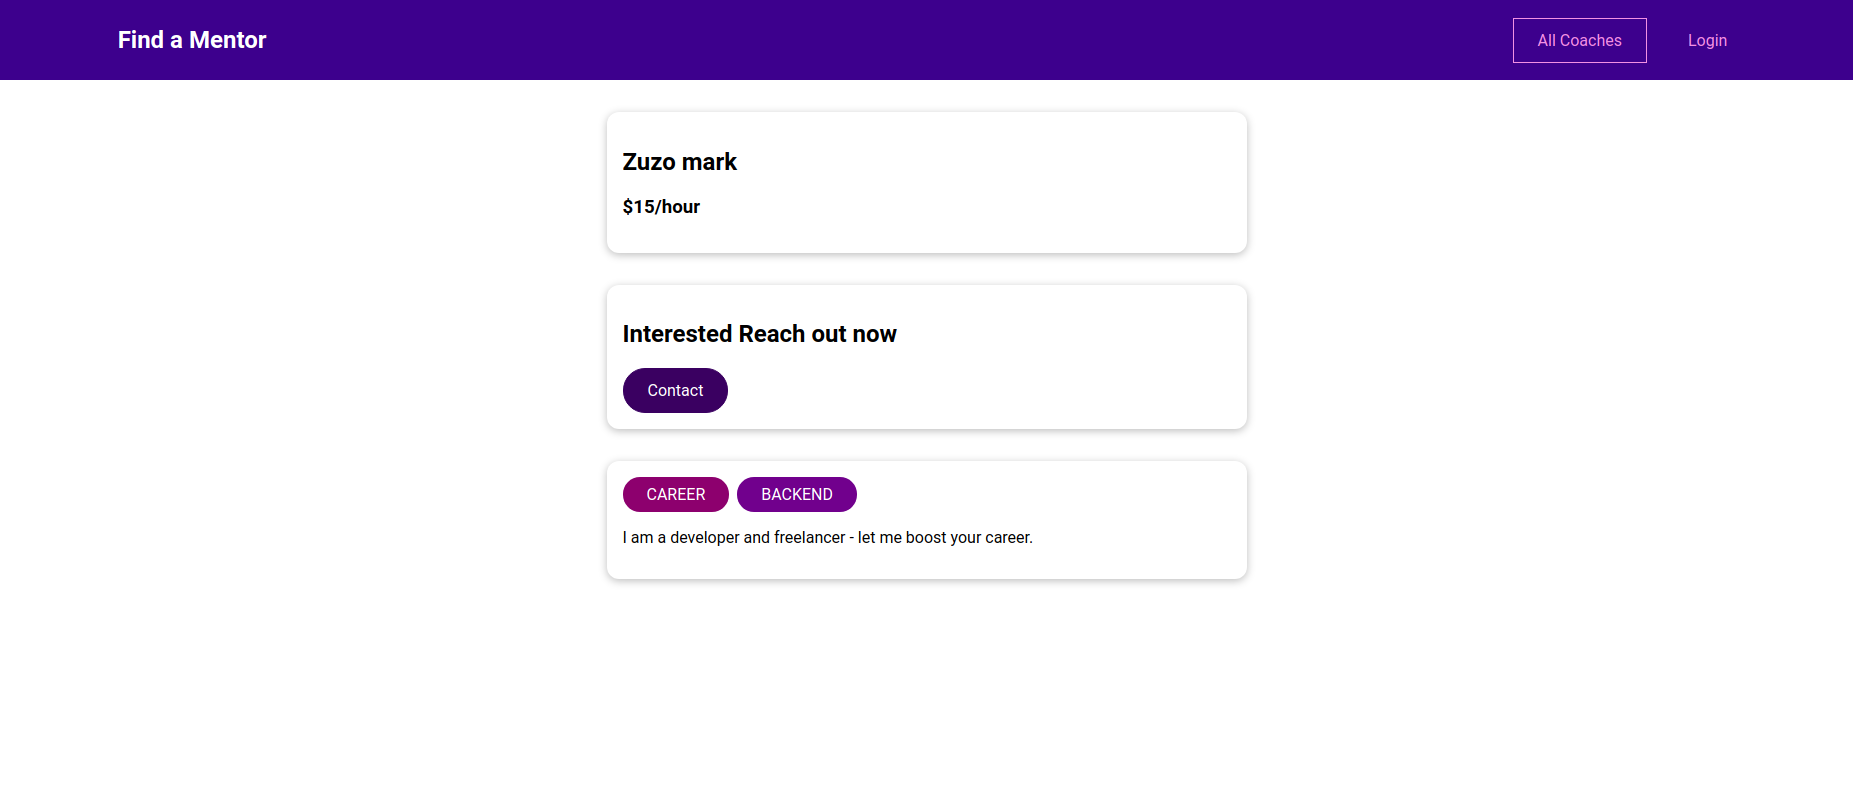 Find a Mentor
All Coaches
Login
Zuzo mark
$15/hour
Interested Reach out now
Contact
CAREER
BACKEND
I am a developer and freelancer - let me boost your career.